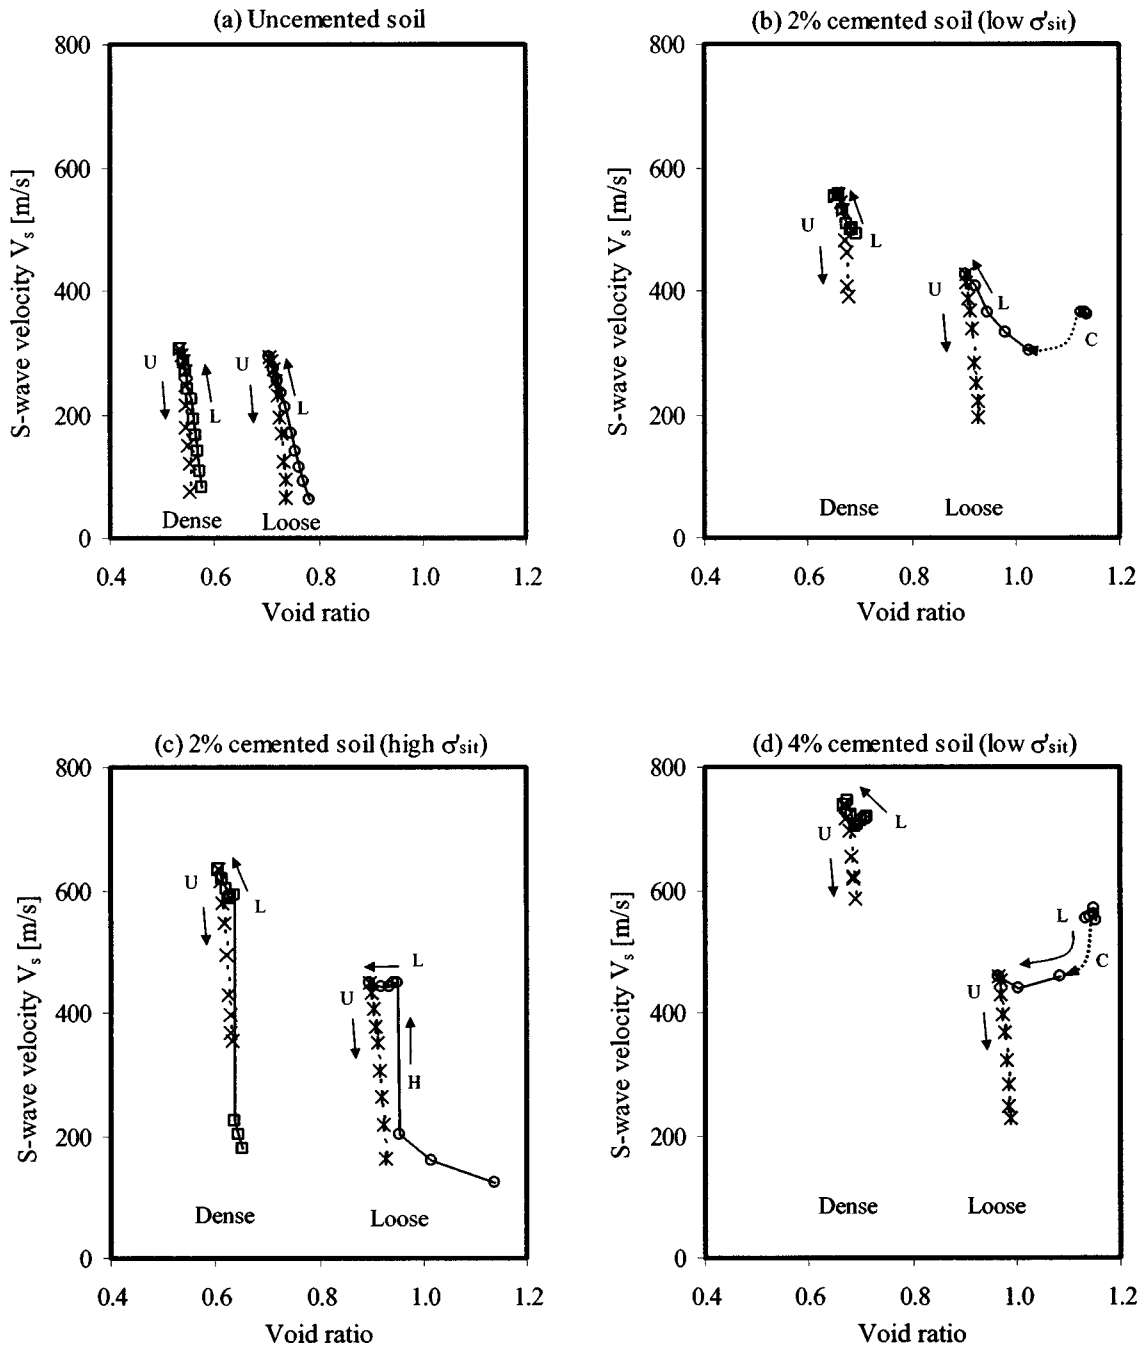 (a) Uncemented soil
800
600
400
200
0
S-wave velocity Vs [m/s]
U
L
U
L
Dense
Loose
0.4 0.6 0.8 1.0 1.2
Void ratio
(b) 2% cemented soil (low σ'sit)
800
600
400
200
0
S-wave velocity Vs [m/s]
U
L
U
L
C
Dense
Loose
0.4 0.6 0.8 1.0 1.2
Void ratio
(c) 2% cemented soil (high σ'sit)
800
600
400
200
0
S-wave velocity Vs [m/s]
U
L
L
U
H
Dense
Loose
0.4 0.6 0.8 1.0 1.2
Void ratio
(d) 4% cemented soil (low σ'sit)
800
600
400
200
0
S-wave velocity Vs [m/s]
L
U
L
C
U
Dense
Loose
0.4 0.6 0.8 1.0 1.2
Void ratio